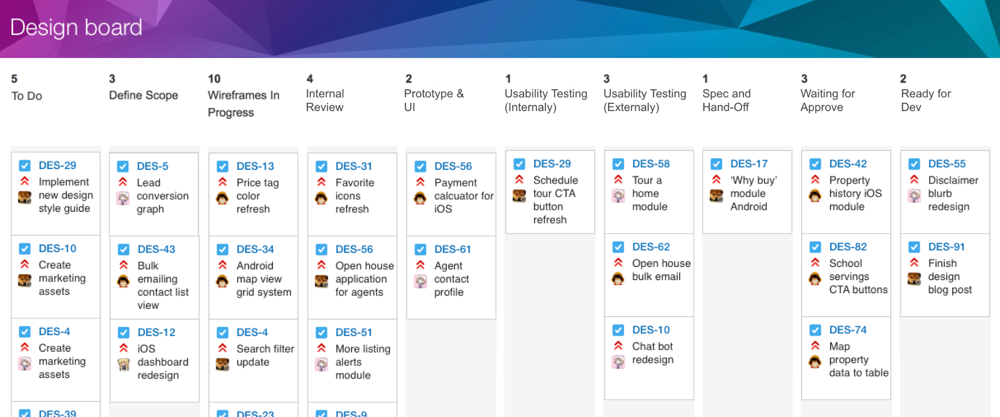 Design board
5
To Do
3
Define Scope
10
Wireframes In
Progress
4
Internal
Review
2
Prototype &
UI
1
Usability Testing
(Internaly)
3
Usability Testing
(Externaly)
1
Spec and
Hand-Off
3
Waiting for
Approve
2
Ready for
Dev
DES-29
Implement
new design
style guide
DES-10
Create
marketing
assets
DES-4
Create
marketing
assets
DES-39
DES-5
Lead
conversion
graph
DES-43
Bulk
emailing
contact list
view
DES-12
iOS
dashboard
redesign
DES-13
Price tag
color
refresh
DES-34
Android
map view
grid system
DES-4
Search filter
update
DES-23
DES-31
Favorite
icons
refresh
DES-56
Open house
application
for agents
DES-51
More listing
alerts
module
DES-9
DES-56
Payment
calcuator for
iOS
DES-61
Agent
contact
profile
DES-29
Schedule
tour CTA
button
refresh
DES-58
Tour a
home
module
DES-62
Open house
bulk email
DES-10
Chat bot
redesign
DES-17
‘Why buy’
module
Android
DES-42
Property
history iOS
module
DES-82
School
servings
CTA buttons
DES-74
Map
property
data to table
DES-55
Disclaimer
blurb
redesign
DES-91
Finish
design
blog post